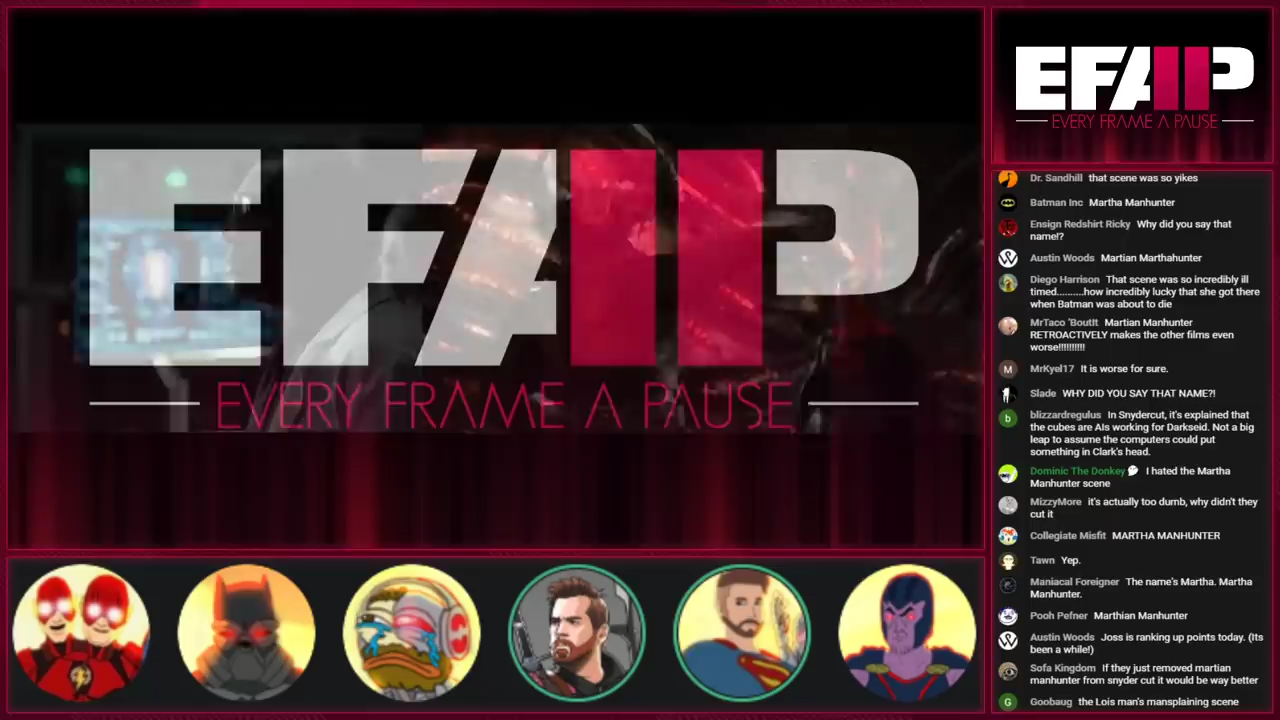 EFAP
EVERY FRAME A PAUSE
EFAP
EVERY FRAME A PAUSE
Dr. Sandhill that scene was so yikes
Batman Inc Martha Manhunter
Ensign Redshirt Ricky Why did you say that
name!?
Austin Woods Martian Marthahunter
Diego Harrison That scene was so incredibly ill
timed..........how incredibly lucky that she got there
when Batman was about to die
MrTaco 'BoutIt Martian Manhunter
RETROACTIVELY makes the other films even
worse!!!!!!!!!!
M
MrKyel17 It is worse for sure.
Slade WHY DID YOU SAY THAT NAME?!
b
blizzardregulus In Snydercut, it's explained that
the cubes are AIs working for Darkseid. Not a big
leap to assume the computers could put
something in Clark's head.
Dominic The Donkey I hated the Martha
Manhunter scene
MizzyMore it's actually too dumb, why didn't they
cut it
Collegiate Misfit MARTHA MANHUNTER
Tawn Yep.
Maniacal Foreigner The name's Martha. Martha
Manhunter.
Pooh Pefner Marthian Manhunter
Austin Woods Joss is ranking up points today. (Its
been a while!)
Sofa Kingdom If they just removed martian
manhunter from snyder cut it would be way better
G
Goobaug the Lois man's mansplaining scene